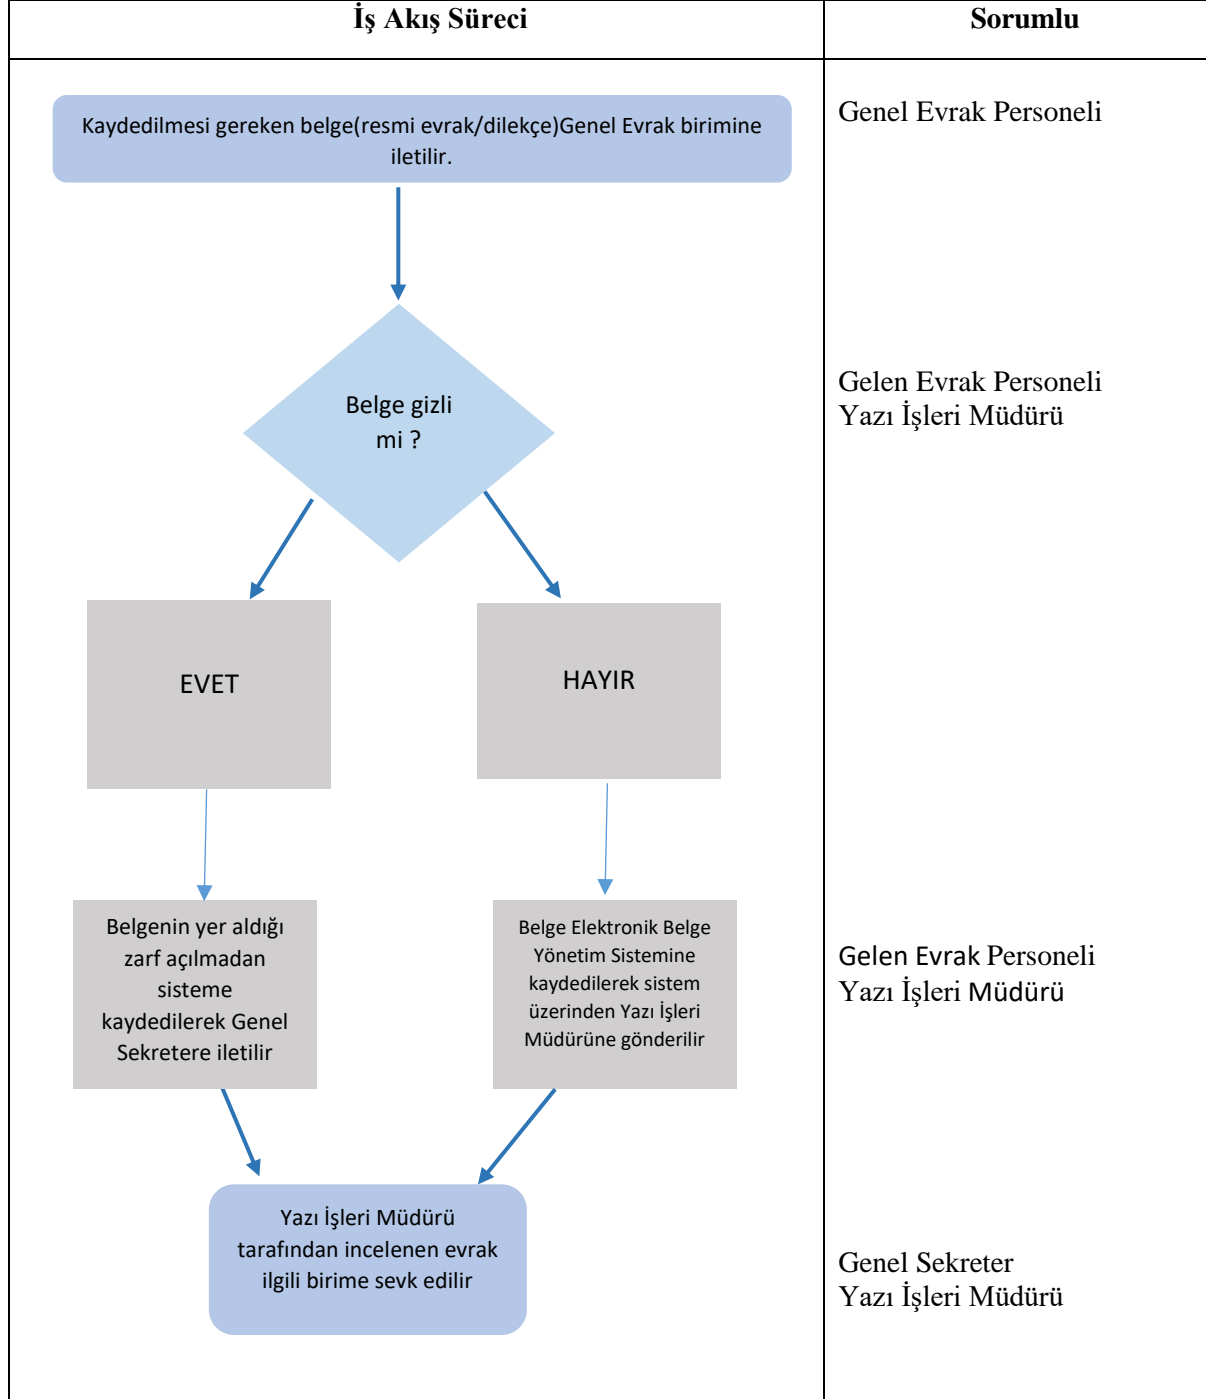 İş Akış Süreci
Sorumlu
Kaydedilmesi gereken belge(resmi evrak/dilekçe)Genel Evrak birimine
iletilir.
Genel Evrak Personeli
Belge gizli
mi ?
Gelen Evrak Personeli
Yazı İşleri Müdürü
EVET
HAYIR
Belgenin yer aldığı
zarf açılmadan
sisteme
kaydedilerek Genel
Sekretere iletilir
Belge Elektronik Belge
Yönetim Sistemine
kaydedilerek sistem
üzerinden Yazı İşleri
Müdürüne gönderilir
Gelen Evrak Personeli
Yazı İşleri Müdürü
Yazı İşleri Müdürü
tarafından incelenen evrak
ilgili birime sevk edilir
Genel Sekreter
Yazı İşleri Müdürü